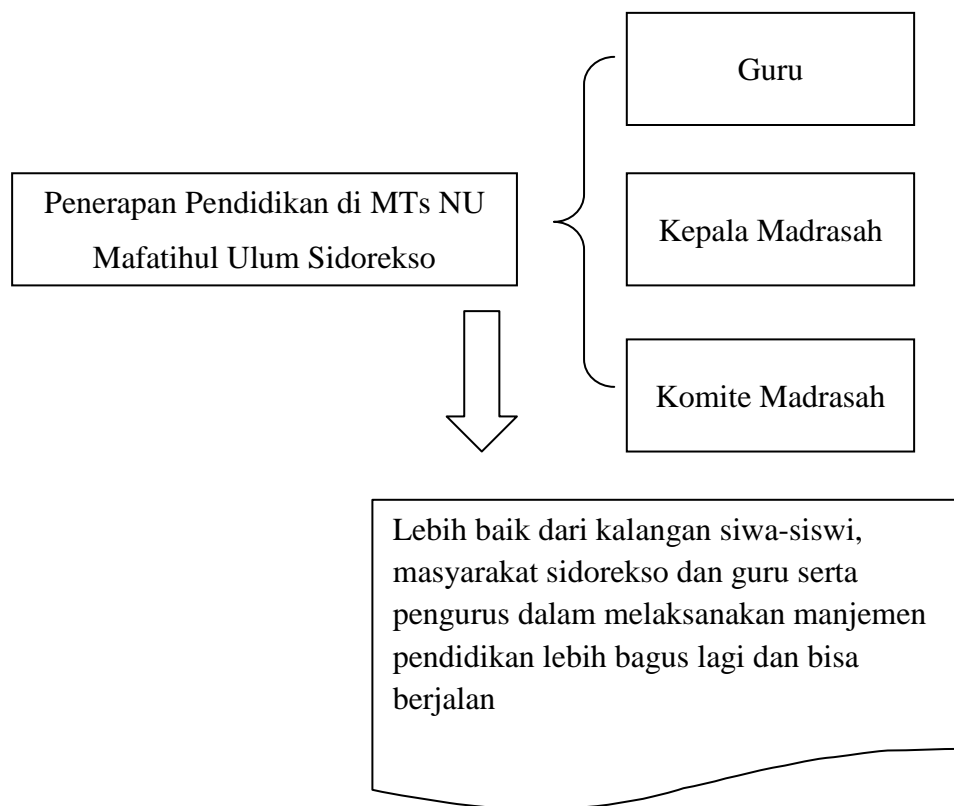 Guru
Penerapan Pendidikan di MTs NU
Mafatihul Ulum Sidorekso
Kepala Madrasah
Komite Madrasah
Lebih baik dari kalangan siwa-siswi,
masyarakat sidorekso dan guru serta
pengurus dalam melaksanakan manjemen
pendidikan lebih bagus lagi dan bisa
berjalan